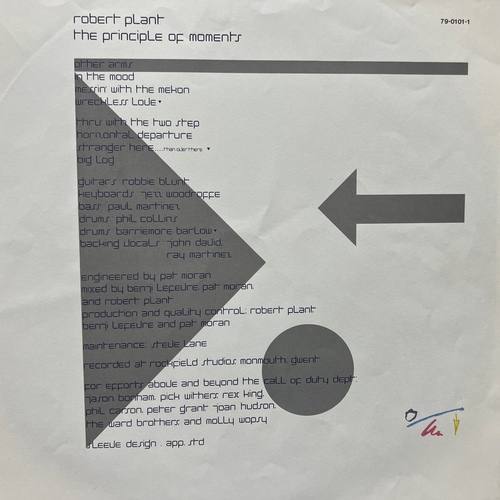 robert plant
the principle of moments
79-0101-1
other arms
in the mood
messin' with the mekon
wreckless love •
thru' with the two step
horizontal departure
stranger here.....than over there ▾
big log
guitars: robbie blunt
keyboards: jezz woodroffe
bass: paul martinez
drums: phil collins
drums: barriemore barlow •
backing vocals: john david,
ray martinez
engineered by pat moran
mixed by benji lefevre, pat moran,
and robert plant
production and quality control: robert plant
benji lefevre and pat moran
maintenance: steve lane
recorded at rockfield studios monmouth, gwent
for efforts above and beyond the call of duty dept:
jason bonham, pick withers, rex king,
phil carson, peter grant, joan hudson,
the ward brothers and molly wopsy
sleeve design . app. std